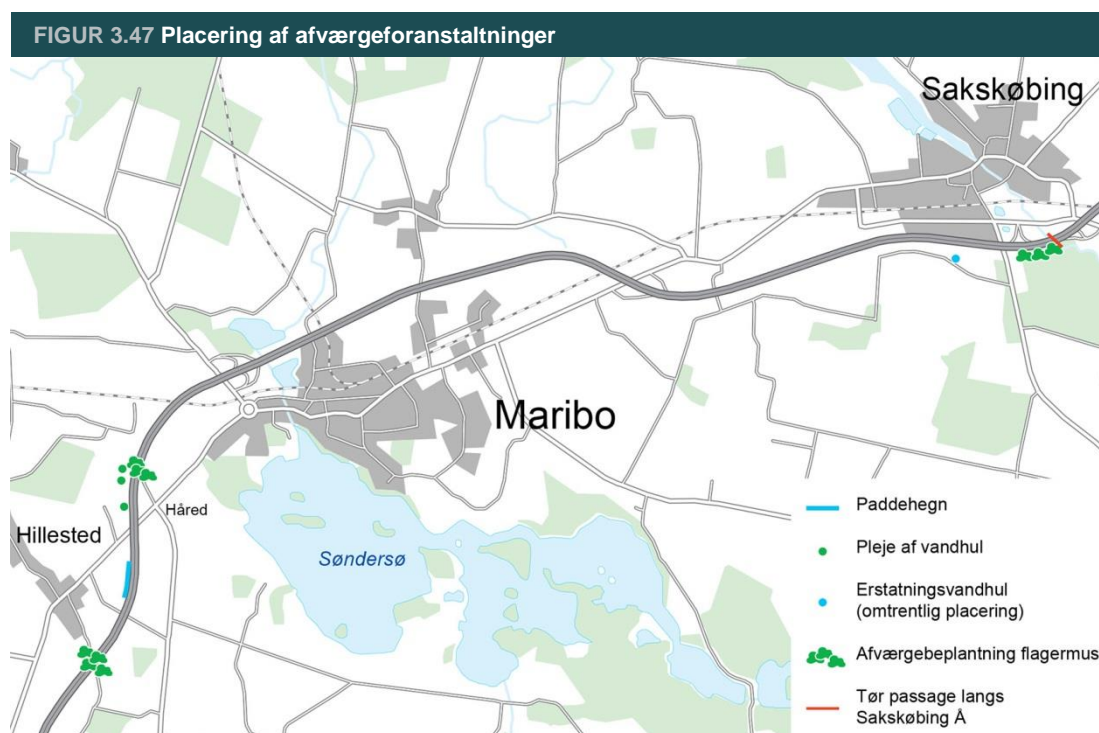 FIGUR 3.47 Placering af afværgeforanstaltninger
Sakskøbing
Maribo
Håred
Hillested
Søndersø
Paddehegn
Pleje af vandhul
Erstatningsvandhul
(omtrentlig placering)
Afværgebeplantning flagermus
Tør passage langs
Sakskøbing Å